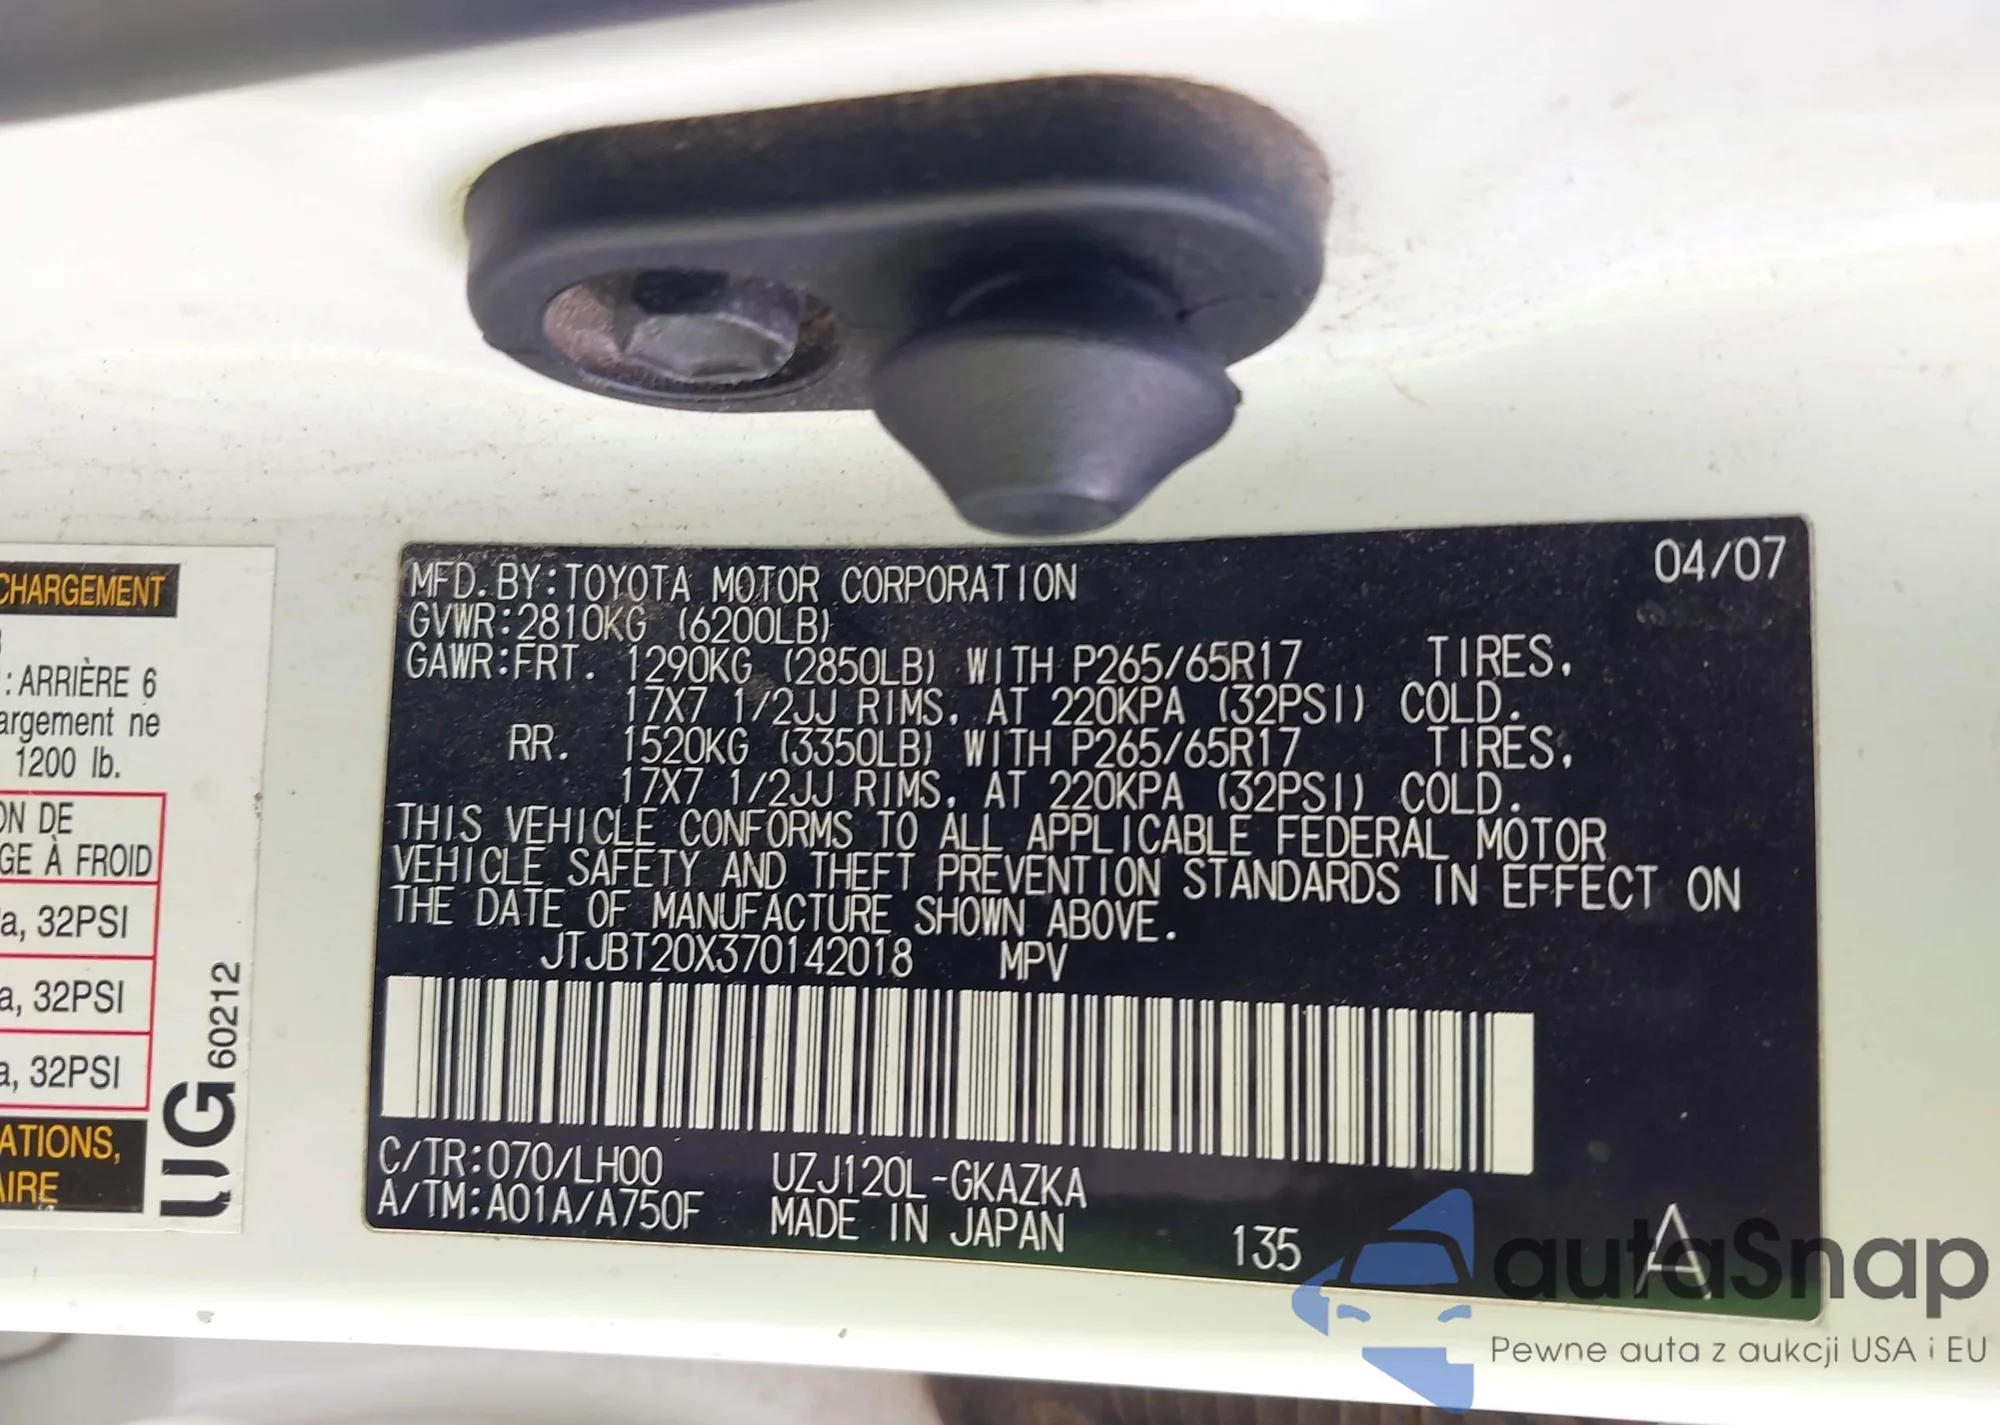 CHARGEMENT
: ARRIÈRE 6
argement ne
1200 lb.
ON DE
GE À FROID
a, 32PSI
a, 32PSI
a, 32PSI
ATIONS,
AIRE
UG 60212
04/07
MFD.BY:TOYOTA MOTOR CORPORATION
GVWR:2810KG (6200LB)
GAWR:FRT. 1290KG (2850LB) WITH P265/65R17 TIRES,
17X7 1/2JJ RIMS, AT 220KPA (32PSI) COLD.
RR. 1520KG (3350LB) WITH P265/65R17 TIRES,
17X7 1/2JJ RIMS, AT 220KPA (32PSI) COLD.
THIS VEHICLE CONFORMS TO ALL APPLICABLE FEDERAL MOTOR
VEHICLE SAFETY AND THEFT PREVENTION STANDARDS IN EFFECT ON
THE DATE OF MANUFACTURE SHOWN ABOVE.
JTJBT20X370142018 MPV
C/TR:070/LH00 UZJ120L-GKAZKA
A/TM:A01A/A750F MADE IN JAPAN 135 A
autoSnap
Pewne auta z aukcji USA i EU